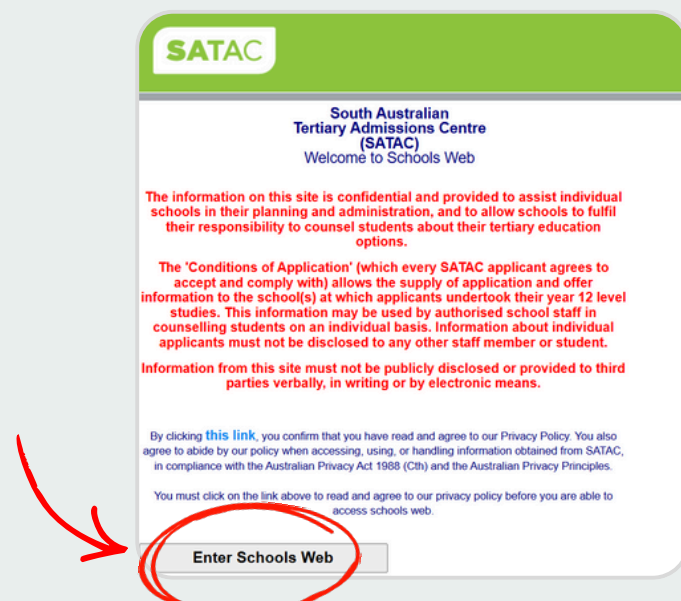 SATAC
South Australian
Tertiary Admissions Centre
(SATAC)
Welcome to Schools Web
The information on this site is confidential and provided to assist individual
schools in their planning and administration, and to allow schools to fulfil
their responsibility to counsel students about their tertiary education
options.
The 'Conditions of Application' (which every SATAC applicant agrees to
accept and comply with) allows the supply of application and offer
information to the school(s) at which applicants undertook their year 12 level
studies. This information may be used by authorised school staff in
counselling students on an individual basis. Information about individual
applicants must not be disclosed to any other staff member or student.
Information from this site must not be publicly disclosed or provided to third
parties verbally, in writing or by electronic means.
By clicking this link, you confirm that you have read and agree to our Privacy Policy. You also
agree to abide by our policy when accessing, using, or handling information obtained from SATAC,
in compliance with the Australian Privacy Act 1988 (Cth) and the Australian Privacy Principles.
You must click on the link above to read and agree to our privacy policy before you are able to
access schools web.
Enter Schools Web